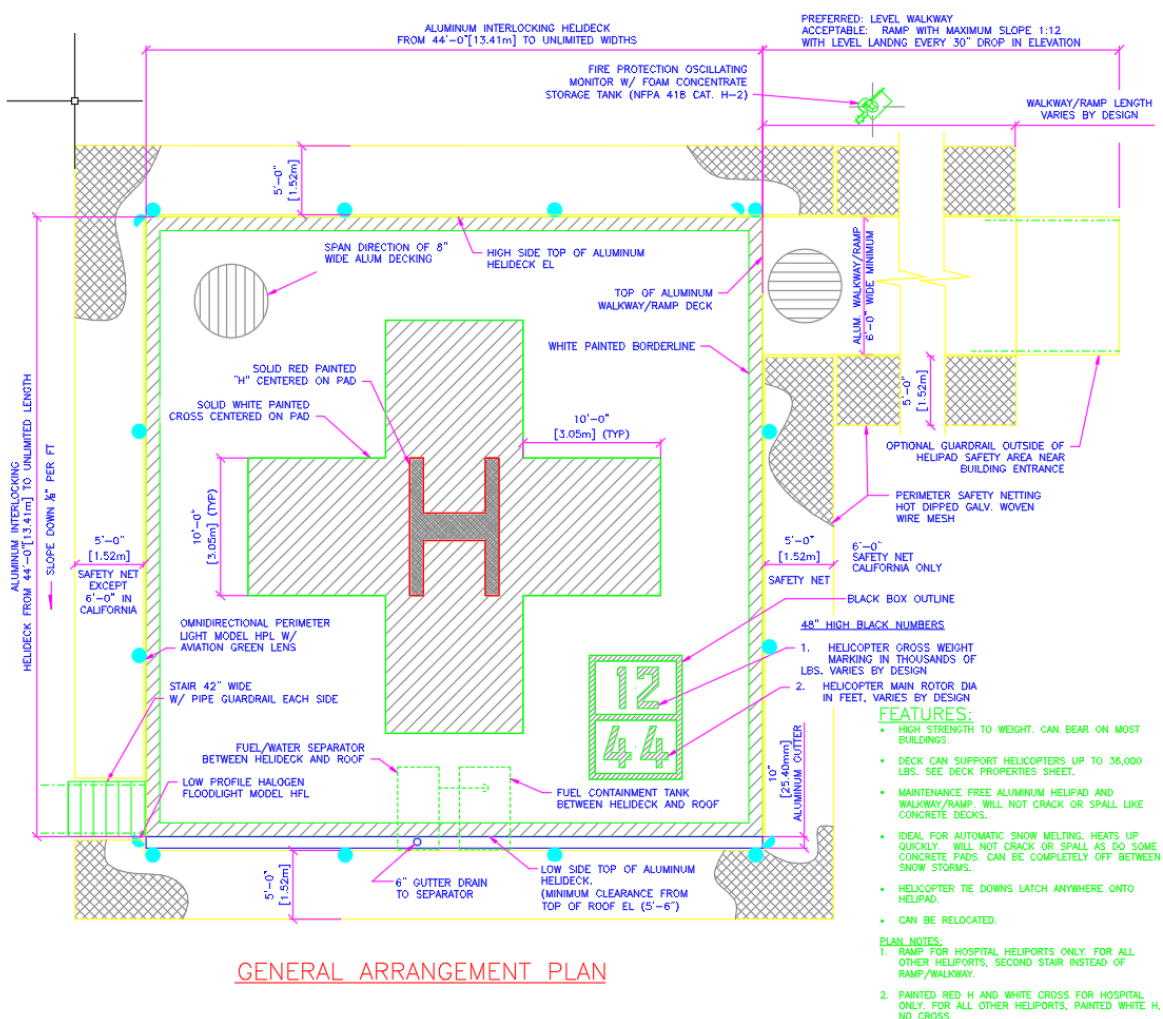 ALUMINUM INTERLOCKING HELIDECK
FROM 44'-0"[13.41m] TO UNLIMITED WIDTHS
PREFERRED: LEVEL WALKWAY
ACCEPTABLE: RAMP WITH MAXIMUM SLOPE 1:12
WITH LEVEL LANDNG EVERY 30" DROP IN ELEVATION
FIRE PROTECTION OSCILLATING
MONITOR W/ FOAM CONCENTRATE
STORAGE TANK (NFPA 418 CAT. H-2)
WALKWAY/RAMP LENGTH
VARIES BY DESIGN
5'-0"
[1.52m]
SPAN DIRECTION OF 8"
WIDE ALUM DECKING
HIGH SIDE TOP OF ALUMINUM
HELIDECK EL
TOP OF ALUMINUM
WALKWAY/RAMP DECK
ALUM. WALKWAY/RAMP
6'-0" WIDE MINIMUM
WHITE PAINTED BORDERLINE
SOLID RED PAINTED
"H" CENTERED ON PAD
SOLID WHITE PAINTED
CROSS CENTERED ON PAD
10'-0"
[3.05m] (TYP)
5'-0"
[1.52m]
OPTIONAL GUARDRAIL OUTSIDE OF
HELIPAD SAFETY AREA NEAR
BUILDING ENTRANCE
ALUMINUM INTERLOCKING
HELIDECK FROM 44'-0"[13.41m] TO UNLIMITED LENGTH
SLOPE DOWN ⅛" PER FT
H
10'-0"
[3.05m] (TYP)
PERIMETER SAFETY NETTING
HOT DIPPED GALV. WOVEN
WIRE MESH
5'-0"
[1.52m]
SAFETY NET
EXCEPT
6'-0" IN
CALIFORNIA
5'-0"
[1.52m]
SAFETY NET
6'-0"
SAFETY NET
CALIFORNIA ONLY
BLACK BOX OUTLINE
OMNIDIRECTIONAL PERIMETER
LIGHT MODEL HPL W/
AVIATION GREEN LENS
48" HIGH BLACK NUMBERS
1. HELICOPTER GROSS WEIGHT
MARKING IN THOUSANDS OF
LBS. VARIES BY DESIGN
2. HELICOPTER MAIN ROTOR DIA
IN FEET, VARIES BY DESIGN
12
44
STAIR 42" WIDE
W/ PIPE GUARDRAIL EACH SIDE
FUEL/WATER SEPARATOR
BETWEEN HELIDECK AND ROOF
LOW PROFILE HALOGEN
FLOODLIGHT MODEL HFL
FUEL CONTAINMENT TANK
BETWEEN HELIDECK AND ROOF
10"
[25.40mm]
ALUMINUM GUTTER
5'-0"
[1.52m]
6" GUTTER DRAIN
TO SEPARATOR
LOW SIDE TOP OF ALUMINUM
HELIDECK.
(MINIMUM CLEARANCE FROM
TOP OF ROOF EL (5'-6")
GENERAL ARRANGEMENT PLAN
FEATURES:
• HIGH STRENGTH TO WEIGHT. CAN BEAR ON MOST
BUILDINGS.
• DECK CAN SUPPORT HELICOPTERS UP TO 36,000
LBS. SEE DECK PROPERTIES SHEET.
• MAINTENANCE FREE ALUMINUM HELIPAD AND
WALKWAY/RAMP. WILL NOT CRACK OR SPALL LIKE
CONCRETE DECKS.
• IDEAL FOR AUTOMATIC SNOW MELTING, HEATS UP
QUICKLY. WILL NOT CRACK OR SPALL AS DO SOME
CONCRETE PADS. CAN BE COMPLETELY OFF BETWEEN
SNOW STORMS.
• HELICOPTER TIE DOWNS LATCH ANYWHERE ONTO
HELIPAD.
• CAN BE RELOCATED.
PLAN NOTES:
1. RAMP FOR HOSPITAL HELIPORTS ONLY. FOR ALL
OTHER HELIPORTS, SECOND STAIR INSTEAD OF
RAMP/WALKWAY.
2. PAINTED RED H AND WHITE CROSS FOR HOSPITAL
ONLY. FOR ALL OTHER HELIPORTS, PAINTED WHITE H,
NO CROSS.